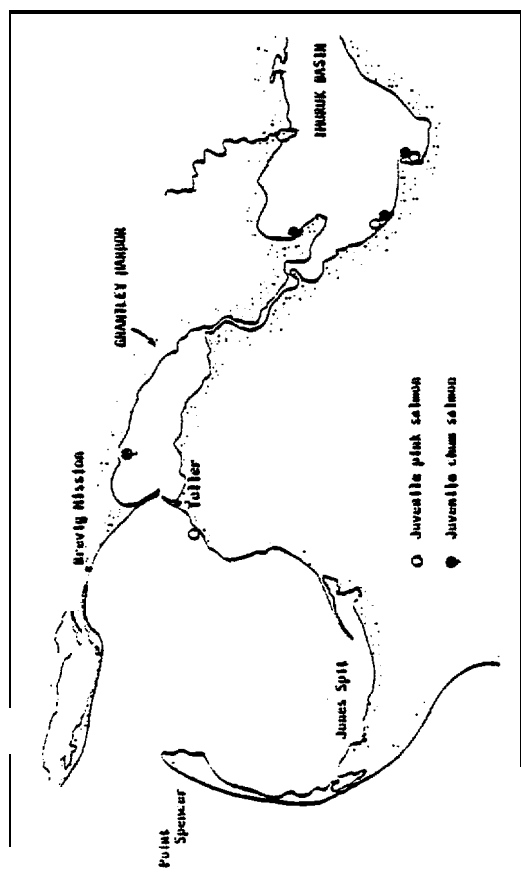 Brevig Mission
GRANTLEY HARBOR
Point
Spencer
Teller
IMURUK BASIN
Jones Spit
Juvenile pink salmon
Juvenile chum salmon